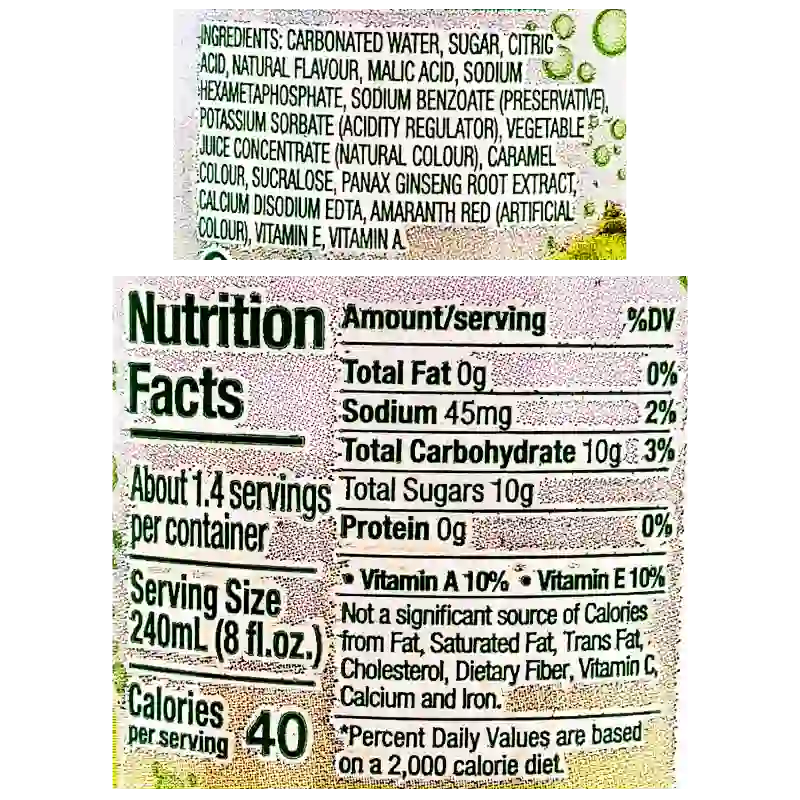 INGREDIENTS: CARBONATED WATER, SUGAR, CITRIC
ACID, NATURAL FLAVOUR, MALIC ACID, SODIUM
HEXAMETAPHOSPHATE, SODIUM BENZOATE (PRESERVATIVE),
POTASSIUM SORBATE (ACIDITY REGULATOR), VEGETABLE
JUICE CONCENTRATE (NATURAL COLOUR), CARAMEL
COLOUR, SUCRALOSE, PANAX GINSENG ROOT EXTRACT,
CALCIUM DISODIUM EDTA, AMARANTH RED (ARTIFICIAL
COLOUR), VITAMIN E, VITAMIN A.
Nutrition
Facts
About 1.4 servings
per container
Serving Size
240mL (8 fl.oz.)
Calories
per serving 40
Amount/serving %DV
Total Fat 0g 0%
Sodium 45mg 2%
Total Carbohydrate 10g 3%
Total Sugars 10g
Protein 0g 0%
• Vitamin A 10% • Vitamin E 10%
Not a significant source of Calories
from Fat, Saturated Fat, Trans Fat,
Cholesterol, Dietary Fiber, Vitamin C,
Calcium and Iron.
*Percent Daily Values are based
on a 2,000 calorie diet.